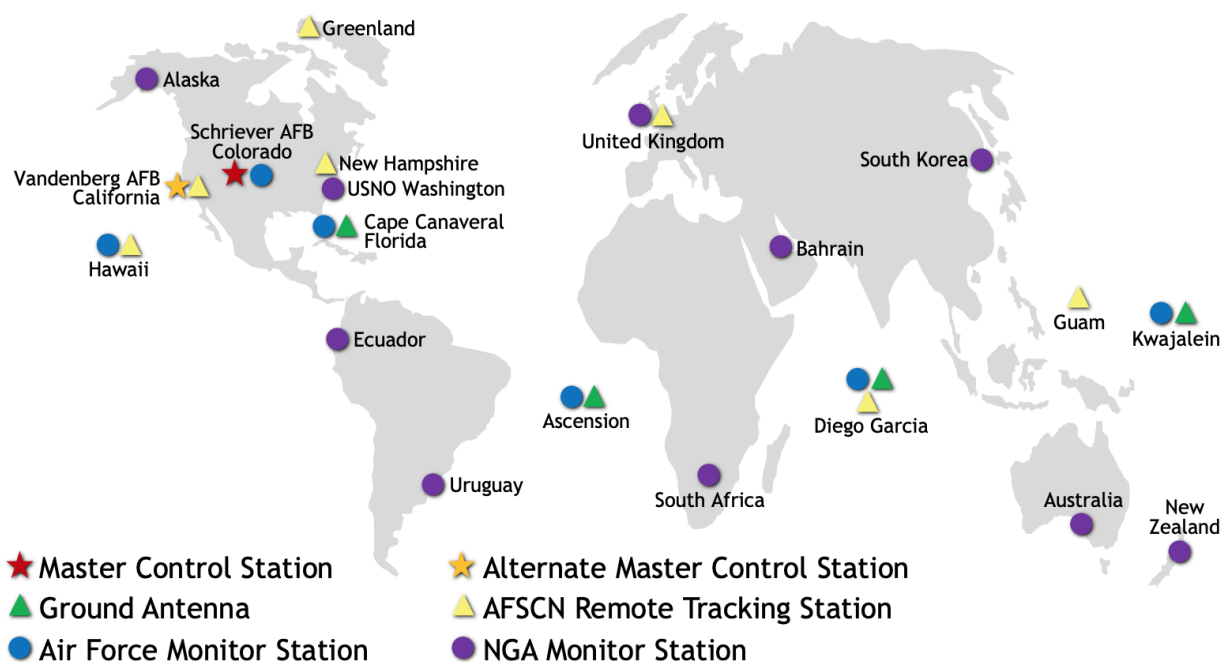 Greenland
Alaska
Schriever AFB
Colorado
United Kingdom
New Hampshire
South Korea
Vandenberg AFB
California
USNO Washington
Cape Canaveral
Florida
Bahrain
Hawaii
Guam
Kwajalein
Ecuador
Ascension
Diego Garcia
Uruguay
South Africa
Australia
New
Zealand
Master Control Station
Alternate Master Control Station
Ground Antenna
AFSCN Remote Tracking Station
Air Force Monitor Station
NGA Monitor Station